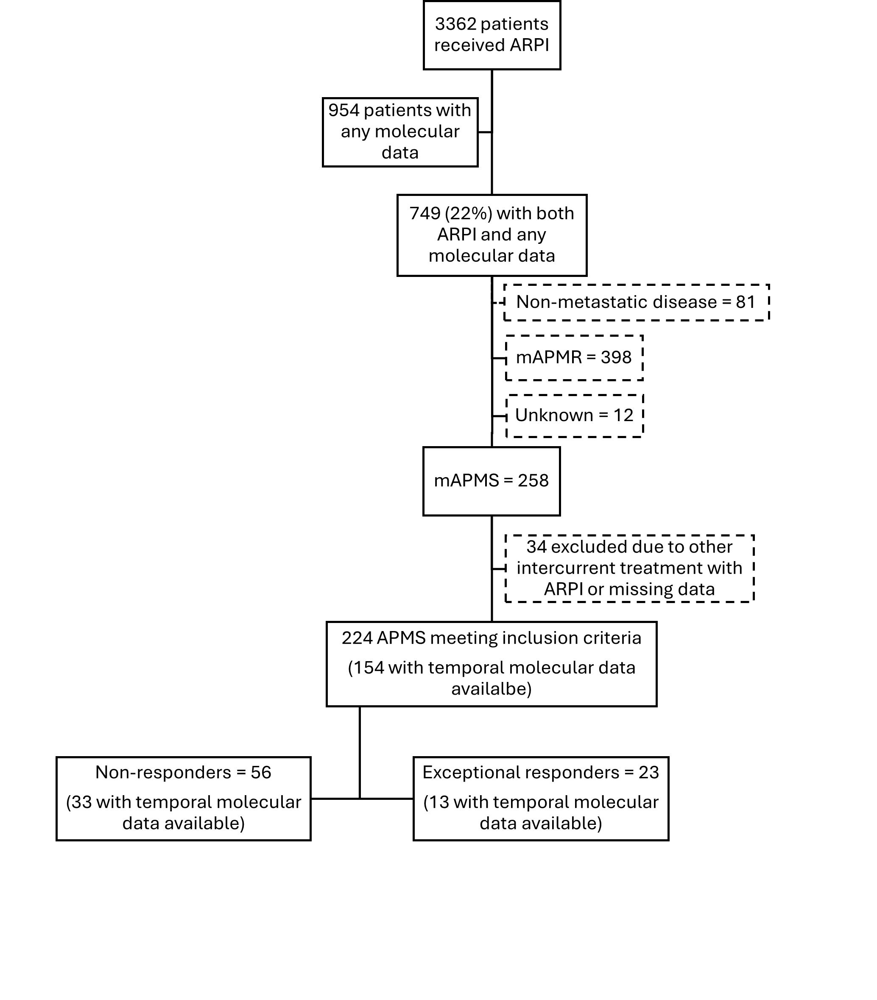 3362 patients
received ARPI
954 patients with
any molecular
data
749 (22%) with both
ARPI and any
molecular data
Non-metastatic disease = 81
mAPMR = 398
Unknown = 12
mAPMS = 258
34 excluded due to other
intercurrent treatment with
ARPI or missing data
224 APMS meeting inclusion criteria
(154 with temporal molecular data
availalbe)
Non-responders = 56
(33 with temporal molecular
data available)
Exceptional responders = 23
(13 with temporal molecular
data available)